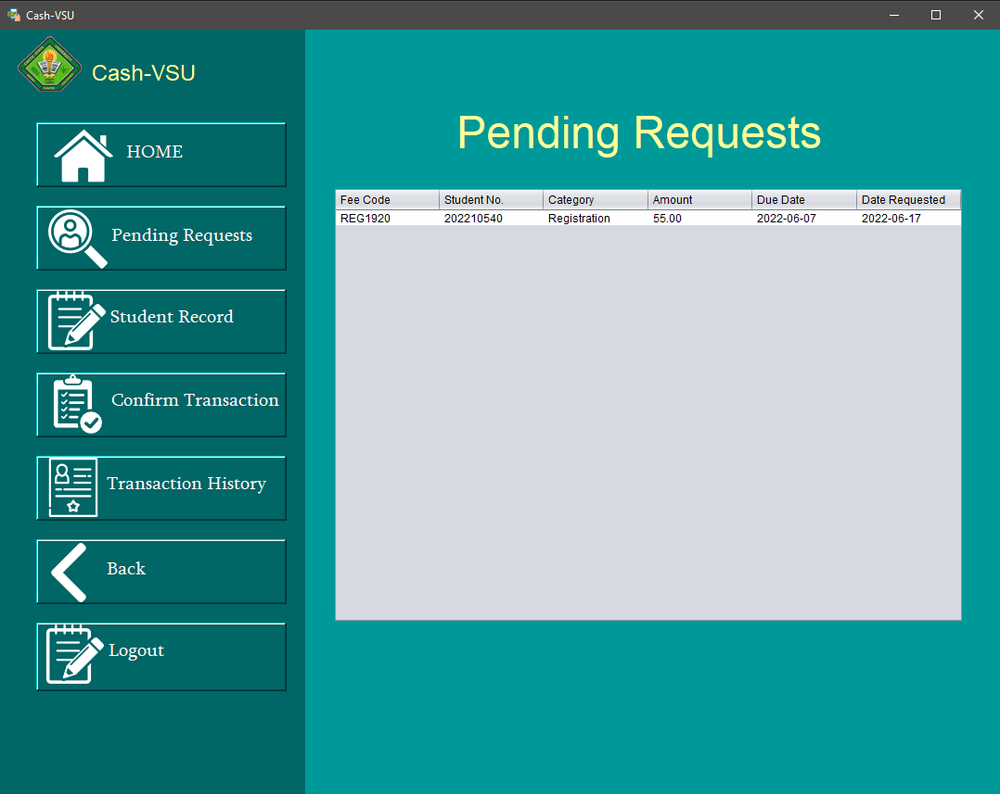 Cash-VSU
Cash-VSU
HOME
Pending Requests
Student Record
Confirm Transaction
Transaction History
Back
Logout
Pending Requests
Fee Code Student No. Category Amount Due Date Date Requested
REG1920 202210540 Registration 55.00 2022-06-07 2022-06-17